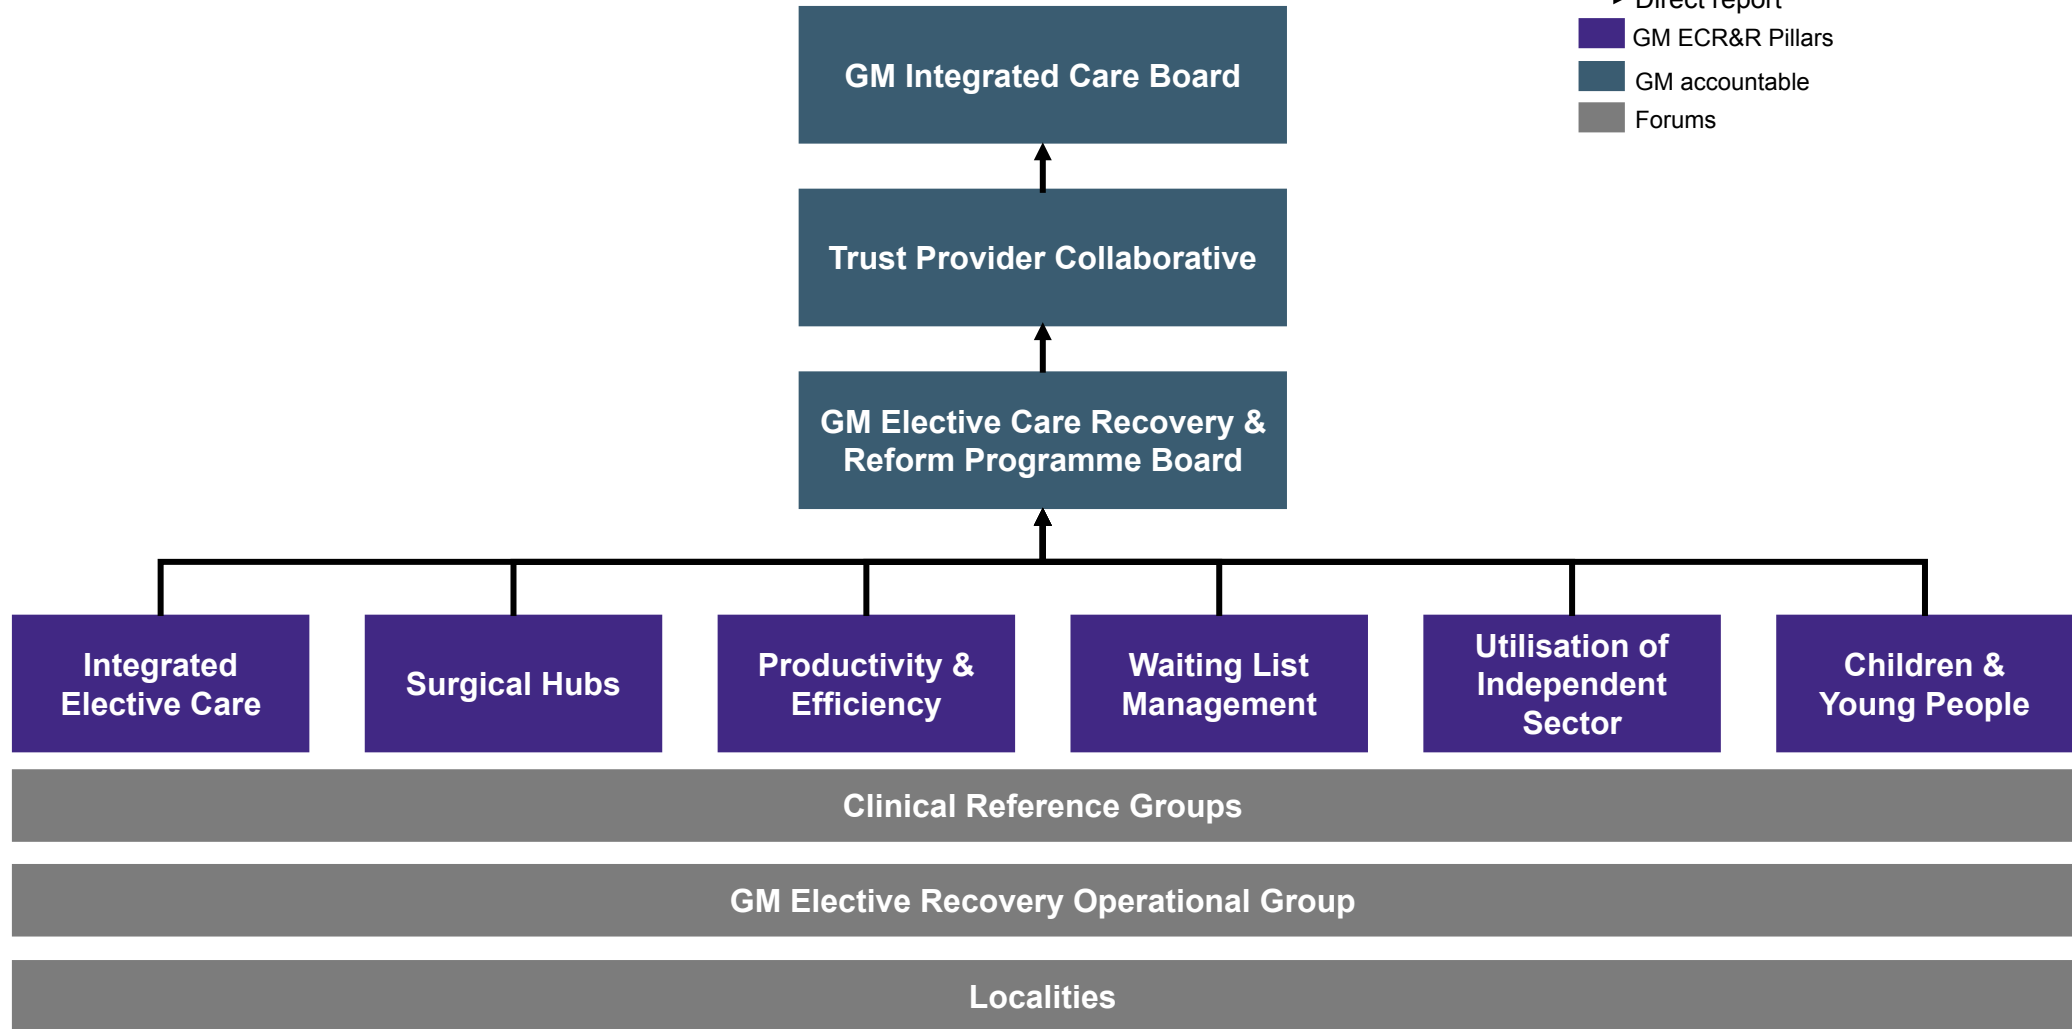 Direct report
GM ECR&R Pillars
GM accountable
Forums
GM Integrated Care Board
Trust Provider Collaborative
GM Elective Care Recovery &
Reform Programme Board
Integrated
Elective Care
Surgical Hubs
Productivity &
Efficiency
Waiting List
Management
Utilisation of
Independent
Sector
Children &
Young People
Clinical Reference Groups
GM Elective Recovery Operational Group
Localities